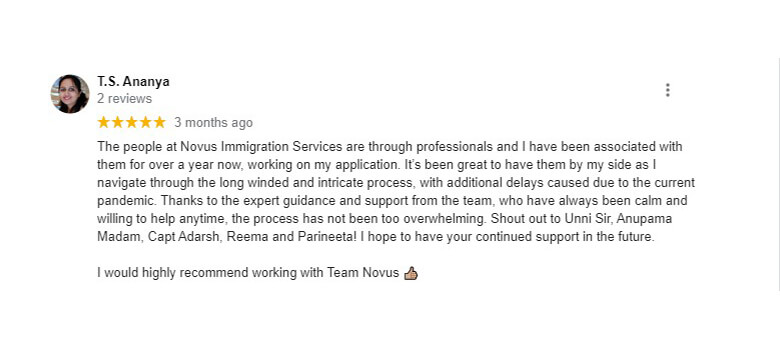 T.S. Ananya
2 reviews
3 months ago
The people at Novus Immigration Services are through professionals and I have been associated with
them for over a year now, working on my application. It's been great to have them by my side as I
navigate through the long winded and intricate process, with additional delays caused due to the current
pandemic. Thanks to the expert guidance and support from the team, who have always been calm and
willing to help anytime, the process has not been too overwhelming. Shout out to Unni Sir, Anupama
Madam, Capt Adarsh, Reema and Parineeta! I hope to have your continued support in the future.
I would highly recommend working with Team Novus 👍🏽